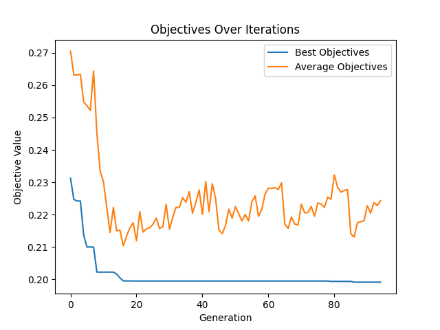 Objectives Over Iterations
Best Objectives
Average Objectives
Objective Value
0.27
0.26
0.25
0.24
0.23
0.22
0.21
0.20
0
20
40
60
80
Generation